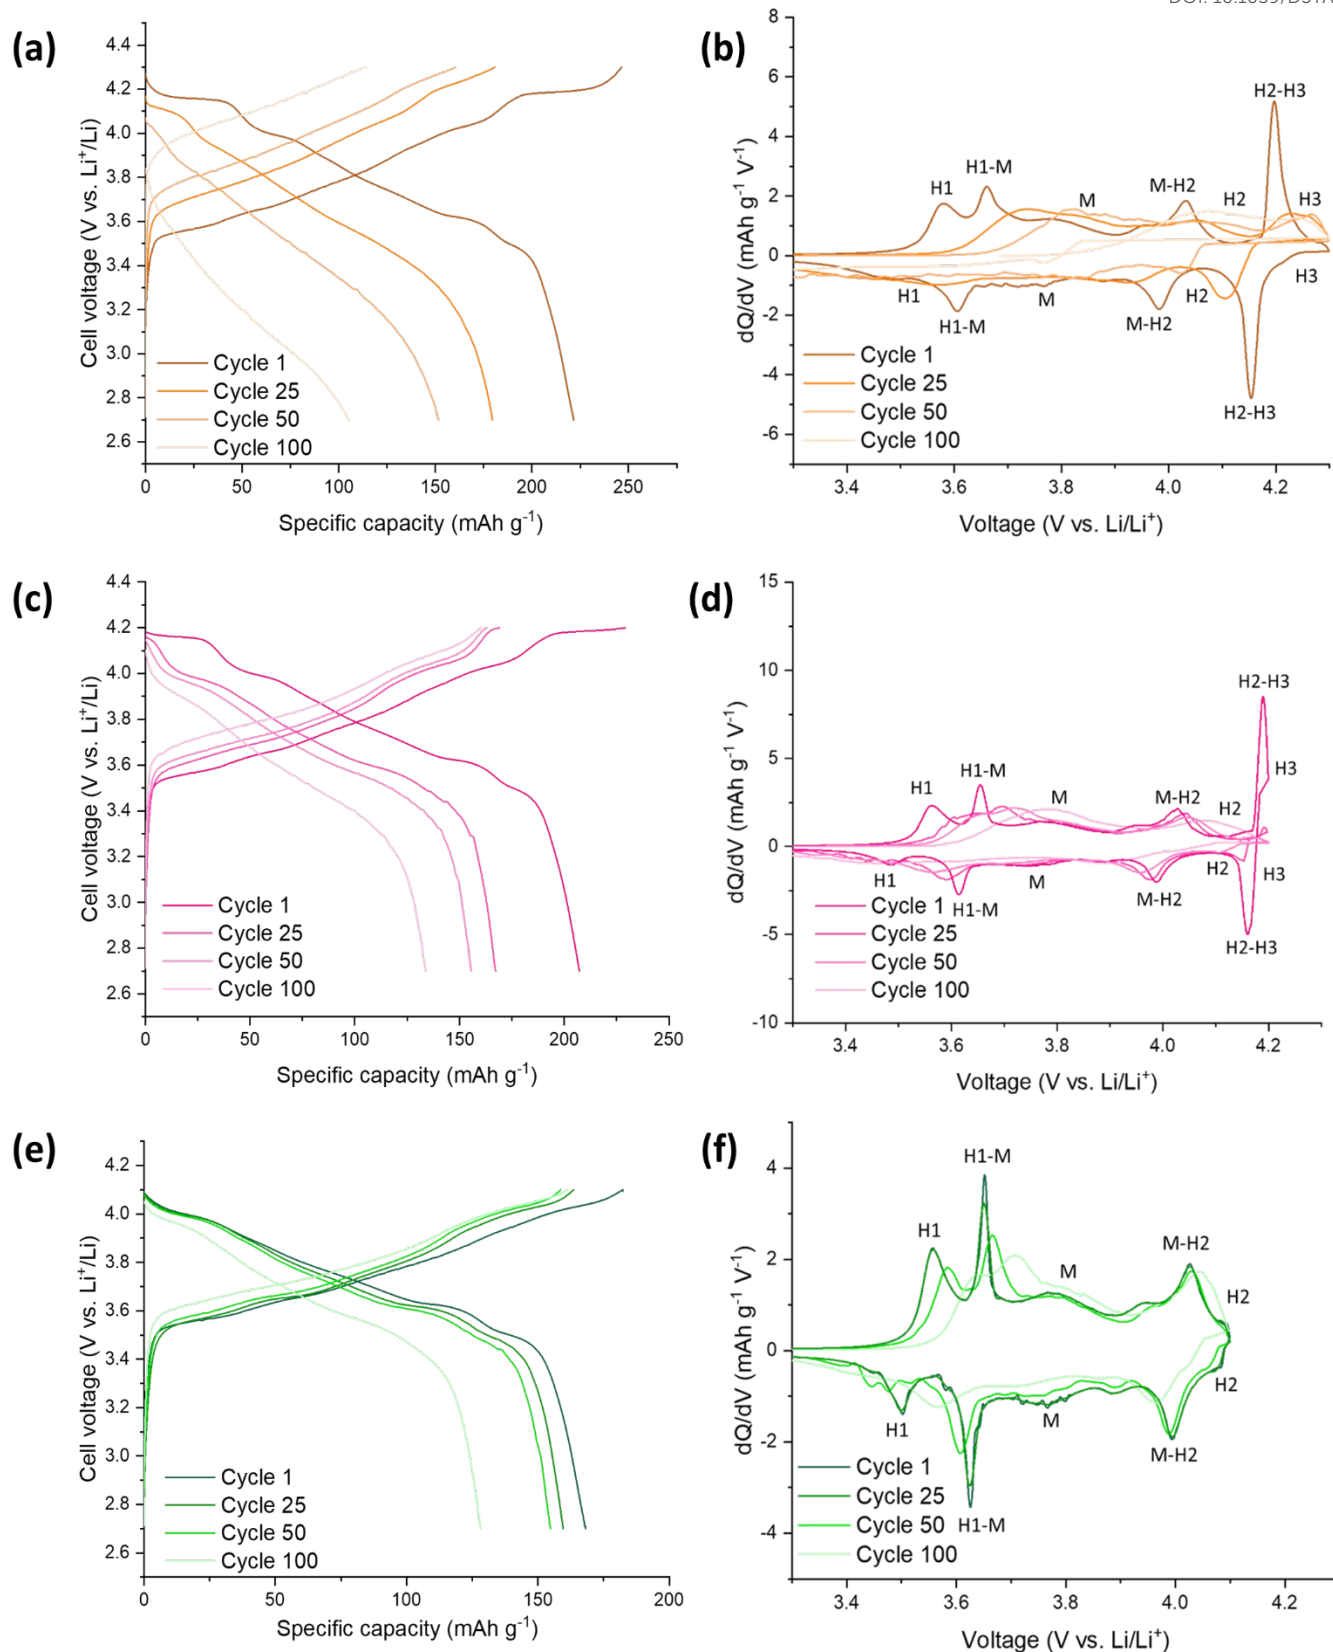 (a)
4.4
4.2
4.0
3.8
3.6
3.4
3.2
3.0
2.8
2.6
Cell voltage (V vs. Li⁺/Li)
Cycle 1
Cycle 25
Cycle 50
Cycle 100
0 50 100 150 200 250
Specific capacity (mAh g⁻¹)
(b)
8
6
4
2
0
-2
-4
-6
dQ/dV (mAh g⁻¹ V⁻¹)
H2-H3
H1 H1-M M M-H2 H2 H3
H1 H1-M M M-H2 H2 H3
H2-H3
Cycle 1
Cycle 25
Cycle 50
Cycle 100
3.4 3.6 3.8 4.0 4.2
Voltage (V vs. Li/Li⁺)
(c)
4.4
4.2
4.0
3.8
3.6
3.4
3.2
3.0
2.8
2.6
Cell voltage (V vs. Li⁺/Li)
Cycle 1
Cycle 25
Cycle 50
Cycle 100
0 50 100 150 200 250
Specific capacity (mAh g⁻¹)
(d)
15
10
5
0
-5
-10
dQ/dV (mAh g⁻¹ V⁻¹)
H2-H3
H1 H1-M M M-H2 H2 H3
H1 H1-M M M-H2 H2 H3
H2-H3
Cycle 1
Cycle 25
Cycle 50
Cycle 100
3.4 3.6 3.8 4.0 4.2
Voltage (V vs. Li/Li⁺)
(e)
4.2
4.0
3.8
3.6
3.4
3.2
3.0
2.8
2.6
Cell voltage (V vs. Li⁺/Li)
Cycle 1
Cycle 25
Cycle 50
Cycle 100
0 50 100 150 200
Specific capacity (mAh g⁻¹)
(f)
4
2
0
-2
-4
dQ/dV (mAh g⁻¹ V⁻¹)
H1-M
H1 M M-H2 H2
H1 M M-H2 H2
H1-M
Cycle 1
Cycle 25
Cycle 50
Cycle 100
3.4 3.6 3.8 4.0 4.2
Voltage (V vs. Li/Li⁺)